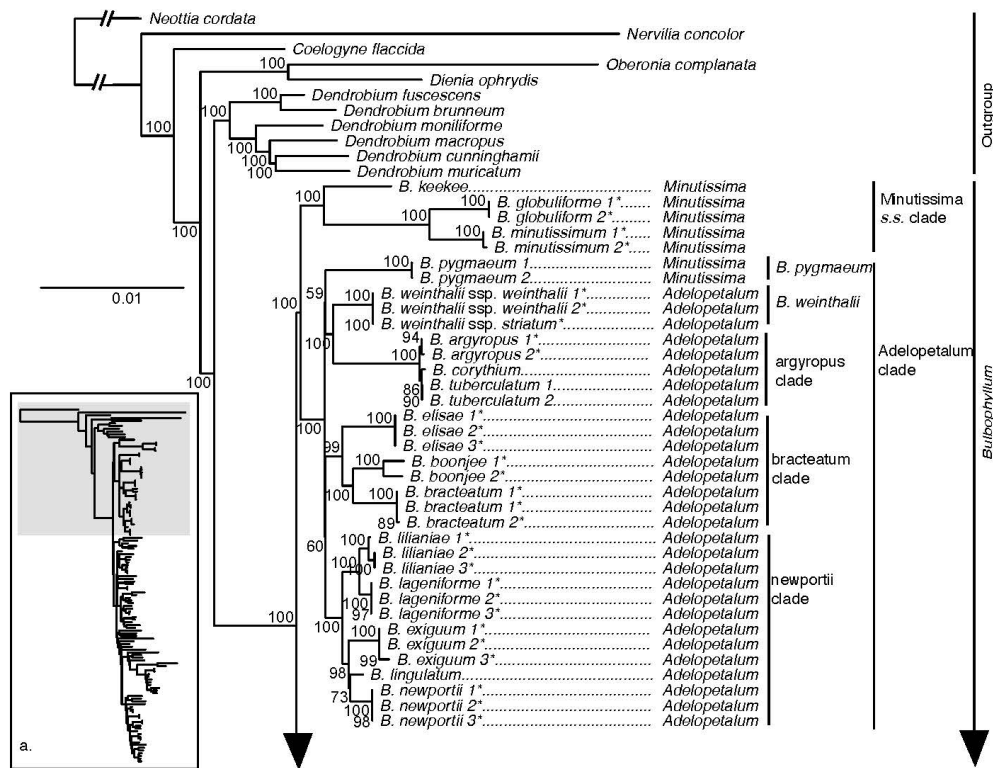 Neottia cordata
Nervilia concolor
Coelogyne flaccida
100 Oberonia complanata
Dienia ophrydis
100 Dendrobium fuscescens
100 Dendrobium brunneum
100 Dendrobium moniliforme
100 Dendrobium macropus
100 Dendrobium cunninghamii
100 Dendrobium muricatum
Outgroup
100 B. keekee Minutissima
100 B. globuliforme 1* Minutissima
B. globuliform 2* Minutissima
100 100 B. minutissimum 1* Minutissima
B. minutissimum 2* Minutissima
Minutissima
s.s. clade
100
100 B. pygmaeum 1 Minutissima
B. pygmaeum 2 Minutissima
B. pygmaeum
0.01
59
100
100 B. weinthalii ssp. weinthalii 1* Adelopetalum
B. weinthalii ssp. weinthalii 2* Adelopetalum
100 B. weinthalii ssp. striatum* Adelopetalum
B. weinthalii
100
94 B. argyropus 1* Adelopetalum
100 B. argyropus 2* Adelopetalum
B. corythium Adelopetalum
86 B. tuberculatum 1 Adelopetalum
90 B. tuberculatum 2 Adelopetalum
argyropus
clade
Adelopetalum
clade
Bulbophyllum
100
100
99
100 B. elisae 1* Adelopetalum
B. elisae 2* Adelopetalum
B. elisae 3* Adelopetalum
100 B. boonjee 1* Adelopetalum
B. boonjee 2* Adelopetalum
100 100 B. bracteatum 1* Adelopetalum
B. bracteatum 1* Adelopetalum
89 B. bracteatum 2* Adelopetalum
bracteatum
clade
60
100 B. lilianiae 1* Adelopetalum
B. lilianiae 2* Adelopetalum
100 100 B. lilianiae 3* Adelopetalum
100 B. lageniforme 1* Adelopetalum
100 B. lageniforme 2* Adelopetalum
97 B. lageniforme 3* Adelopetalum
newportii
clade
100
100
100 B. exiguum 1* Adelopetalum
B. exiguum 2* Adelopetalum
99 B. exiguum 3* Adelopetalum
98 B. lingulatum Adelopetalum
73 B. newportii 1* Adelopetalum
100 B. newportii 2* Adelopetalum
98 B. newportii 3* Adelopetalum
a.